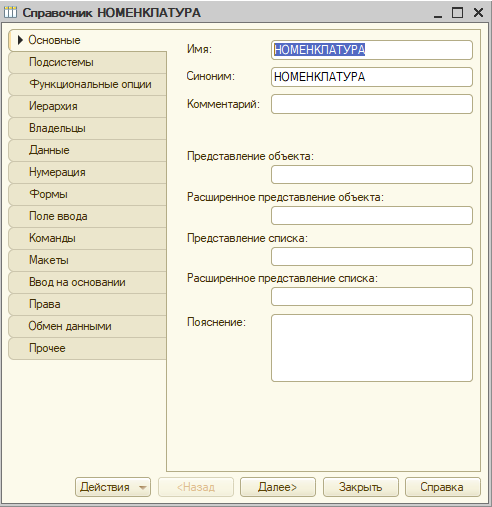 Справочник НОМЕНКЛАТУРА
Основные
Подсистемы
Функциональные опции
Иерархия
Владельцы
Данные
Нумерация
Формы
Поле ввода
Команды
Макеты
Ввод на основании
Права
Обмен данными
Прочее
Имя: НОМЕНКЛАТУРА
Синоним: НОМЕНКЛАТУРА
Комментарий:
Представление объекта:
Расширенное представление объекта:
Представление списка:
Расширенное представление списка:
Пояснение:
Действия <Назад Далее> Закрыть Справка